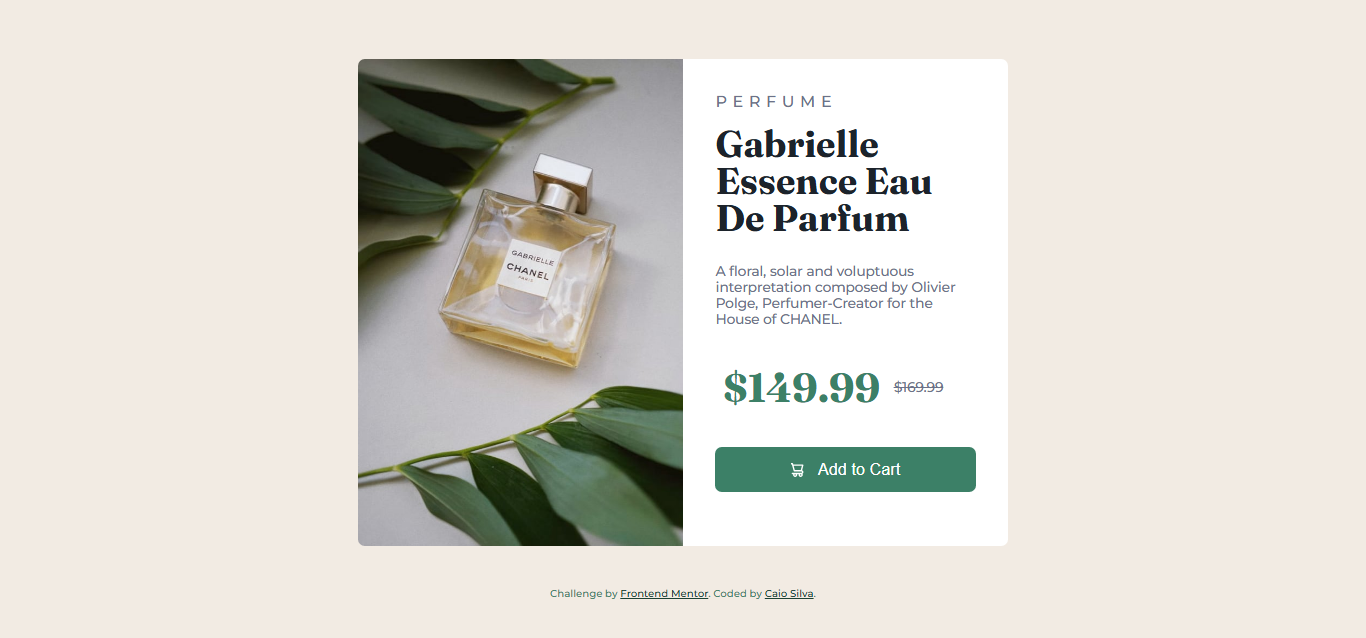 PERFUME
Gabrielle
Essence Eau
De Parfum
A floral, solar and voluptuous
interpretation composed by Olivier
Polge, Perfumer-Creator for the
House of CHANEL.
$149.99 $169.99
Add to Cart
GABRIELLE
CHANEL
PARIS
Challenge by Frontend Mentor. Coded by Caio Silva.